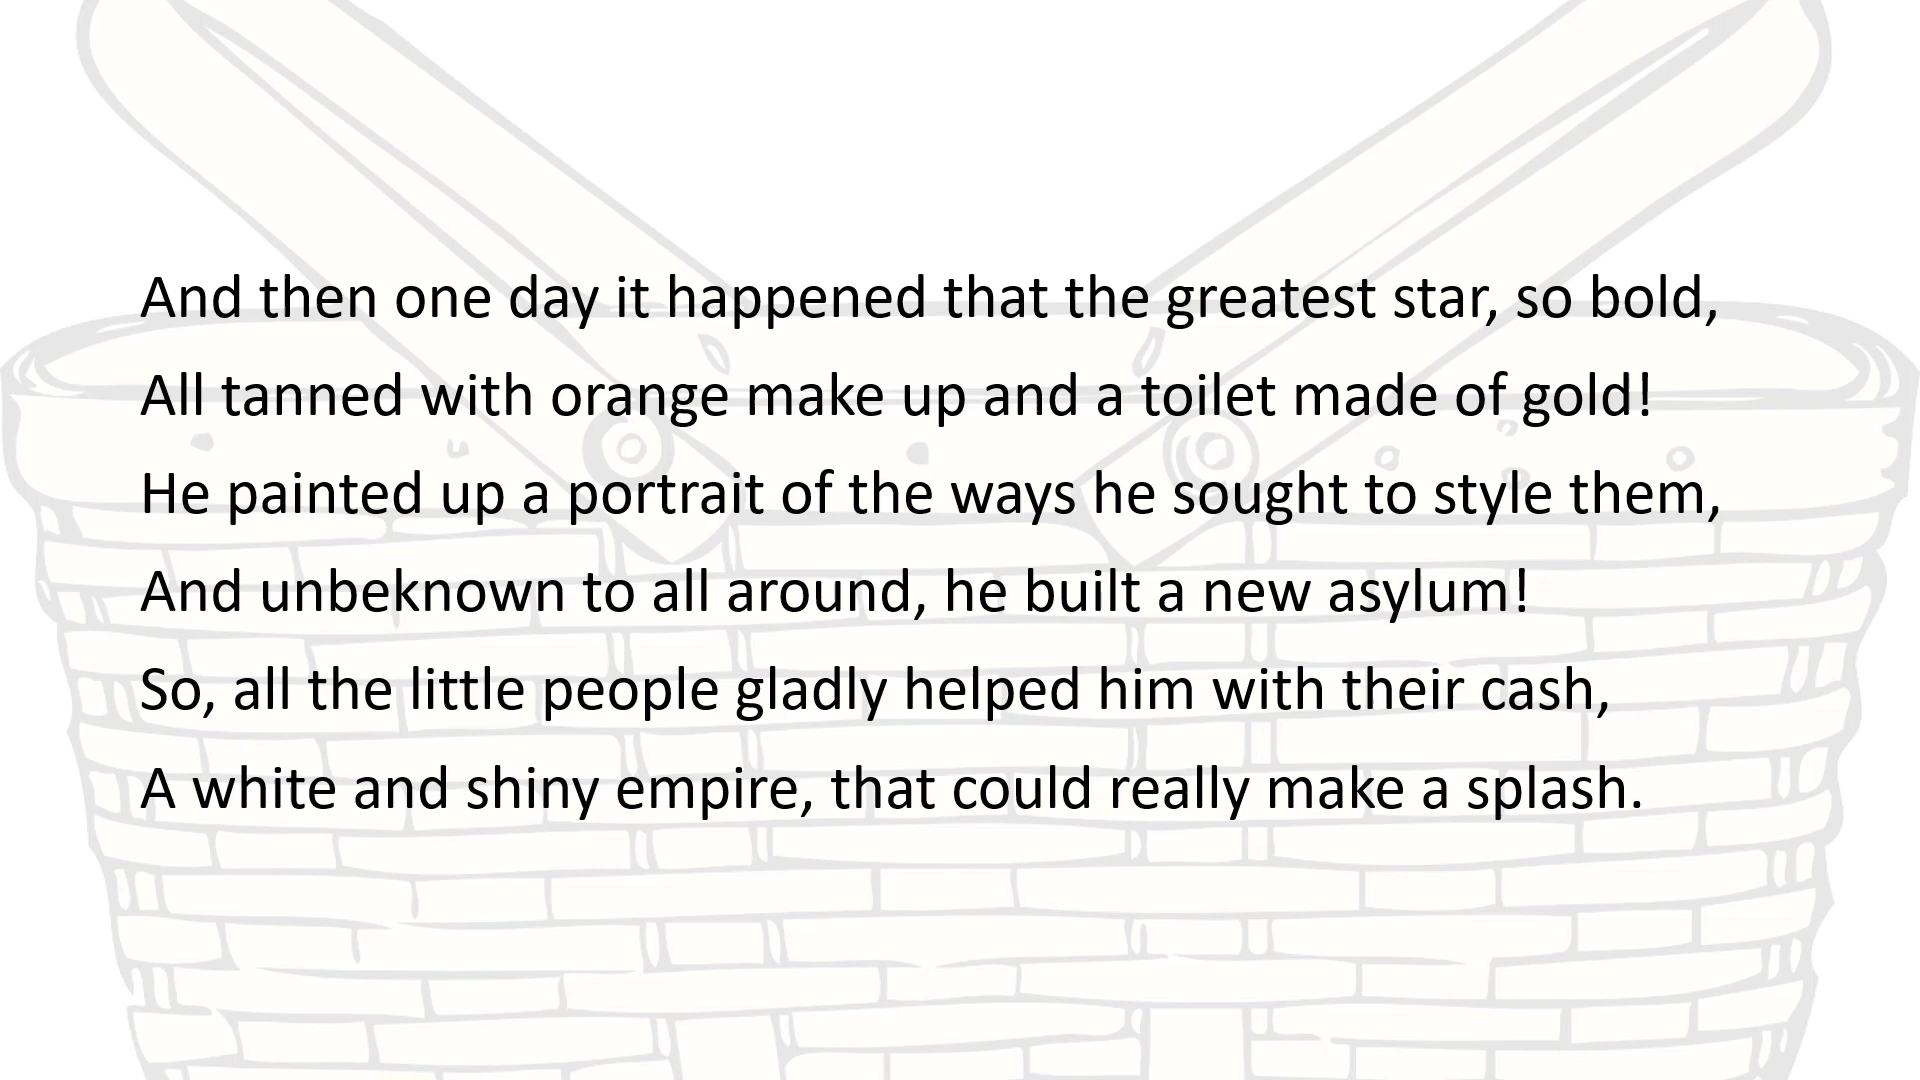 And then one day it happened that the greatest star, so bold,
All tanned with orange make up and a toilet made of gold!
He painted up a portrait of the ways he sought to style them,
And unbeknown to all around, he built a new asylum!
So, all the little people gladly helped him with their cash,
A white and shiny empire, that could really make a splash.